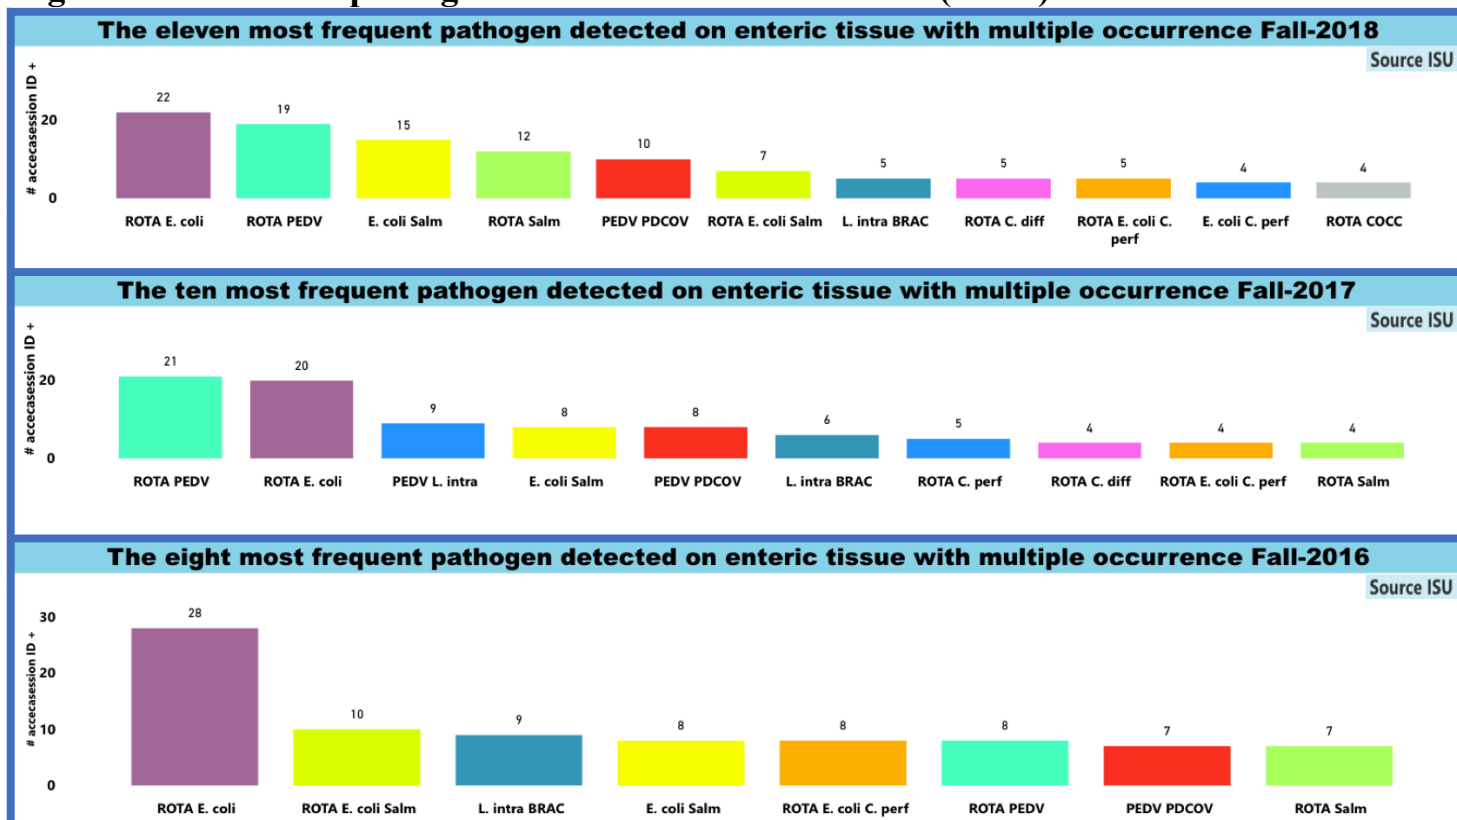 The eleven most frequent pathogen detected on enteric tissue with multiple occurrence Fall-2018
Source ISU
# accecasession ID +
20
0
22
19
15
12
10
7
5
5
5
4
4
ROTA E. coli
ROTA PEDV
E. coli Salm
ROTA Salm
PEDV PDCOV
ROTA E. coli Salm
L. intra BRAC
ROTA C. diff
ROTA E. coli C.
perf
E. coli C. perf
ROTA COCC
The ten most frequent pathogen detected on enteric tissue with multiple occurrence Fall-2017
Source ISU
# accecasession ID +
20
0
21
20
9
8
8
6
5
4
4
4
ROTA PEDV
ROTA E. coli
PEDV L. intra
E. coli Salm
PEDV PDCOV
L. intra BRAC
ROTA C. perf
ROTA C. diff
ROTA E. coli C. perf
ROTA Salm
The eight most frequent pathogen detected on enteric tissue with multiple occurrence Fall-2016
Source ISU
# accecasession ID +
30
20
10
0
28
10
9
8
8
8
7
7
ROTA E. coli
ROTA E. coli Salm
L. intra BRAC
E. coli Salm
ROTA E. coli C. perf
ROTA PEDV
PEDV PDCOV
ROTA Salm